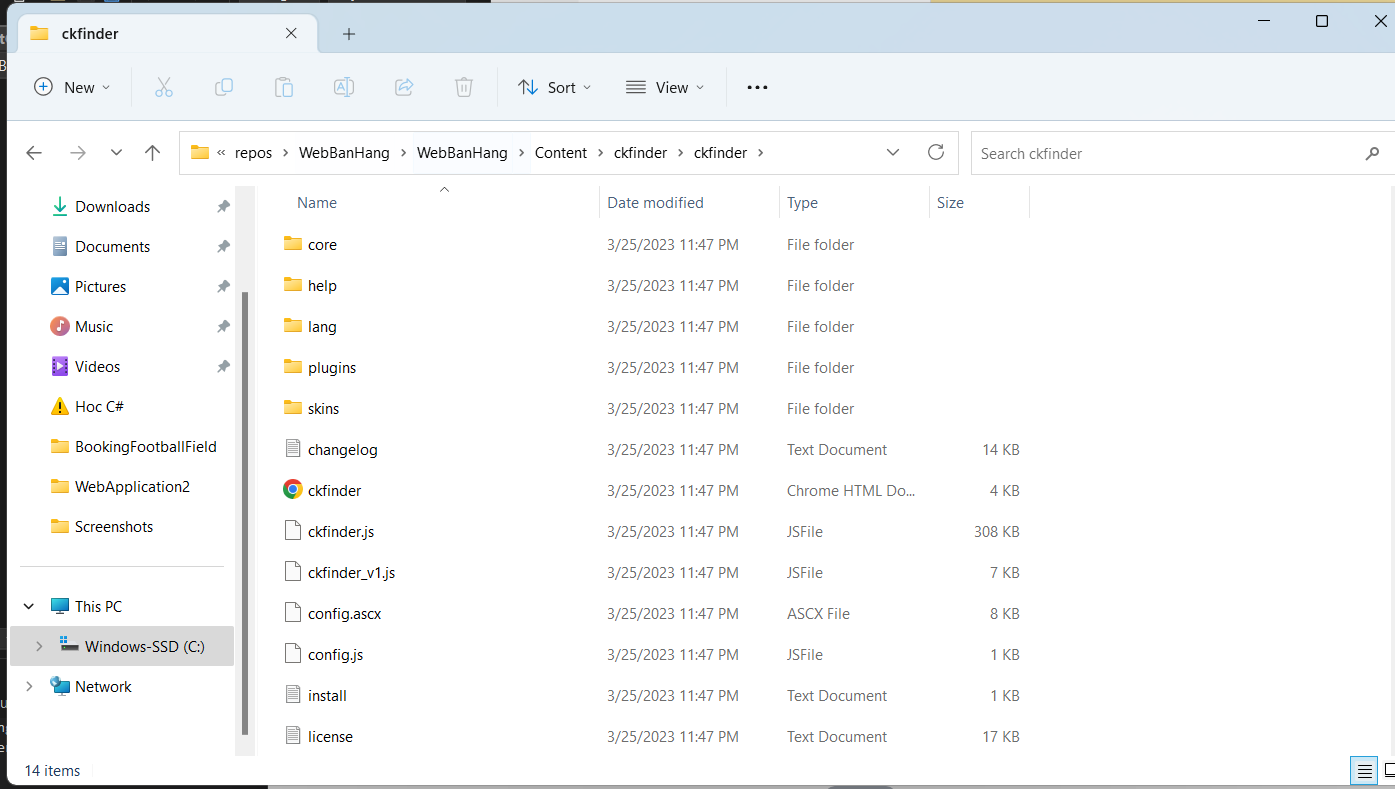 ckfinder
New
Sort
View
« repos > WebBanHang > WebBanHang > Content > ckfinder > ckfinder >
Search ckfinder
Downloads
Documents
Pictures
Music
Videos
Hoc C#
BookingFootballField
WebApplication2
Screenshots
This PC
Windows-SSD (C:)
Network
Name Date modified Type Size
core 3/25/2023 11:47 PM File folder
help 3/25/2023 11:47 PM File folder
lang 3/25/2023 11:47 PM File folder
plugins 3/25/2023 11:47 PM File folder
skins 3/25/2023 11:47 PM File folder
changelog 3/25/2023 11:47 PM Text Document 14 KB
ckfinder 3/25/2023 11:47 PM Chrome HTML Do... 4 KB
ckfinder.js 3/25/2023 11:47 PM JSFile 308 KB
ckfinder_v1.js 3/25/2023 11:47 PM JSFile 7 KB
config.ascx 3/25/2023 11:47 PM ASCX File 8 KB
config.js 3/25/2023 11:47 PM JSFile 1 KB
install 3/25/2023 11:47 PM Text Document 1 KB
license 3/25/2023 11:47 PM Text Document 17 KB
14 items